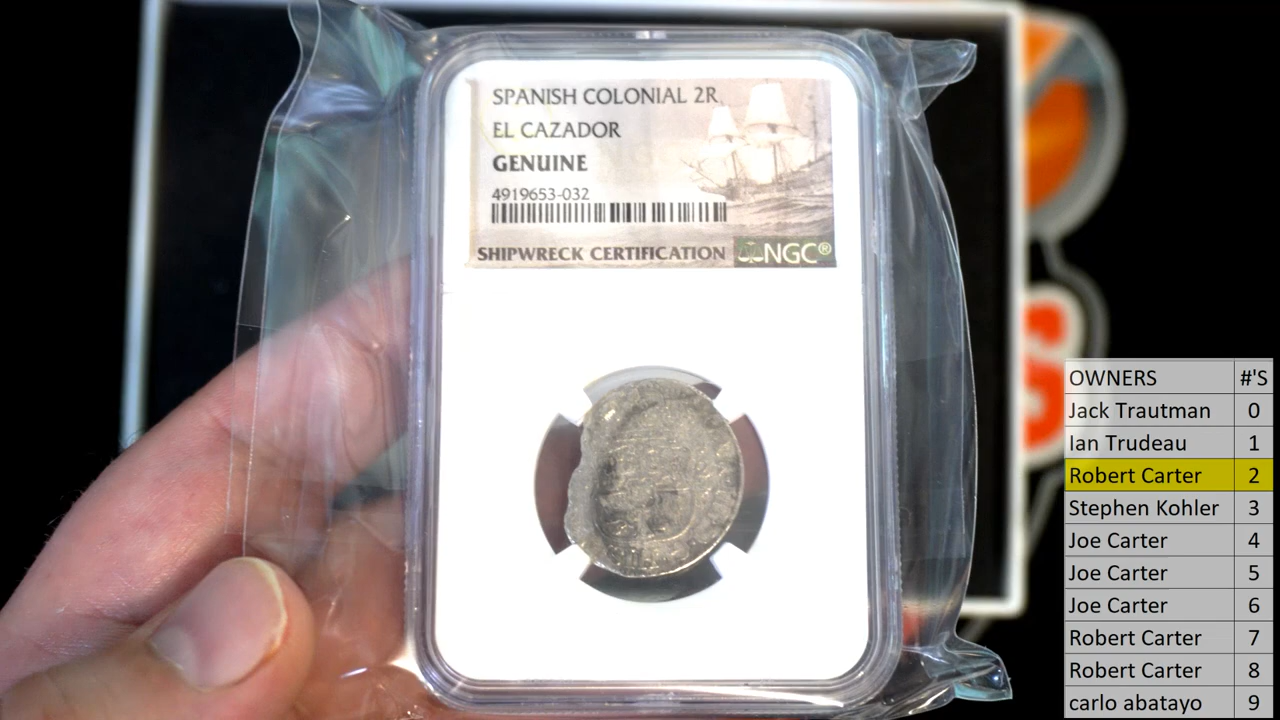 SPANISH COLONIAL 2R
EL CAZADOR
GENUINE
4919653-032
SHIPWRECK CERTIFICATION NGC®
S
OWNERS #'S
Jack Trautman 0
Ian Trudeau 1
Robert Carter 2
Stephen Kohler 3
Joe Carter 4
Joe Carter 5
Joe Carter 6
Robert Carter 7
Robert Carter 8
carlo abatayo 9